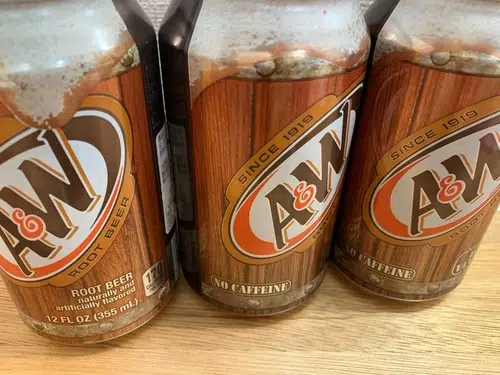 A&W
ROOT BEER
ROOT BEER
naturally and
artificially flavored
12 FL OZ (355 mL)
SINCE 1919
A&W
NO CAFFEINE
SINCE 1919
A&W
NO CAFFEINE